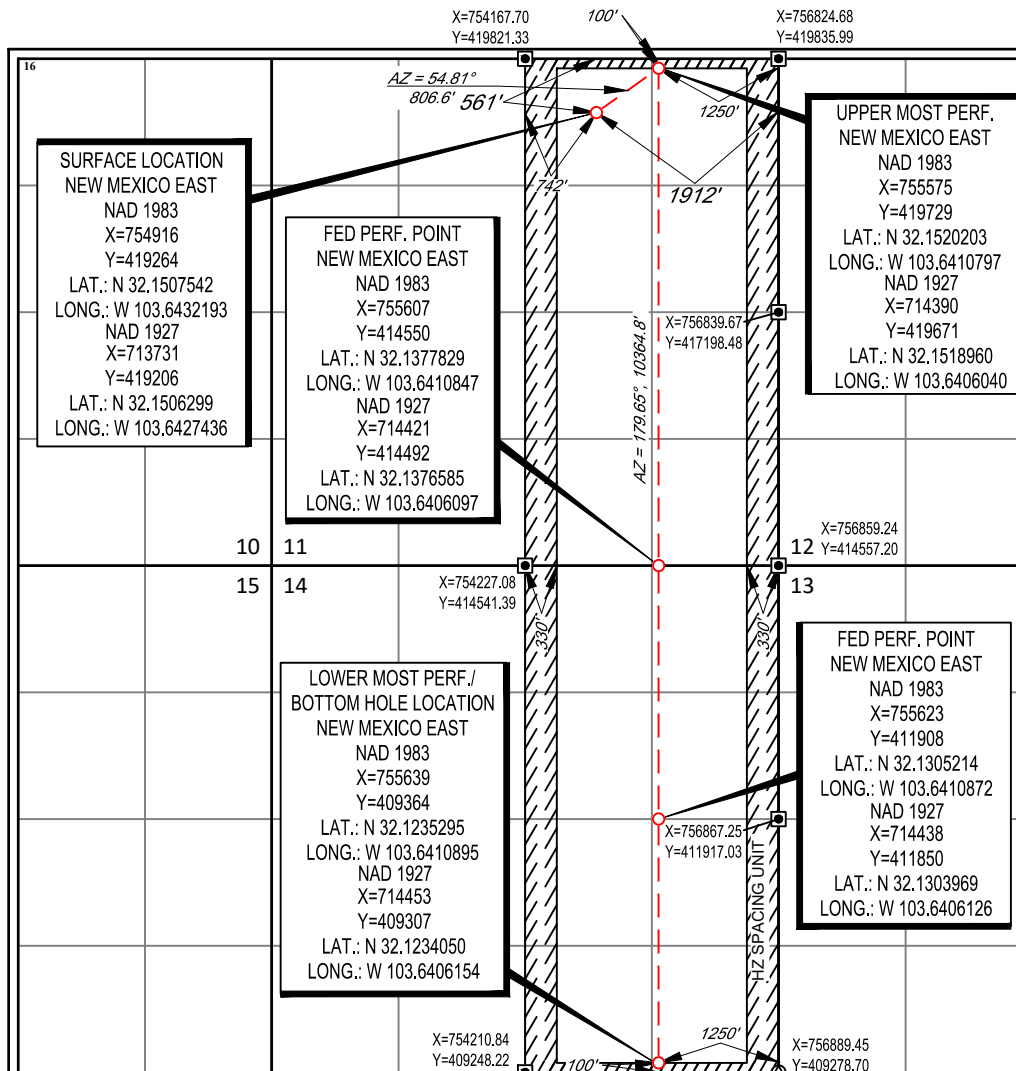 X=754167.70
Y=419821.33
100'
X=756824.68
Y=419835.99
16
AZ = 54.81°
806.6'
561'
1250'
742'
1912'
SURFACE LOCATION
NEW MEXICO EAST
NAD 1983
X=754916
Y=419264
LAT.: N 32.1507542
LONG.: W 103.6432193
NAD 1927
X=713731
Y=419206
LAT.: N 32.1506299
LONG.: W 103.6427436
UPPER MOST PERF.
NEW MEXICO EAST
NAD 1983
X=755575
Y=419729
LAT.: N 32.1520203
LONG.: W 103.6410797
NAD 1927
X=714390
Y=419671
LAT.: N 32.1518960
LONG.: W 103.6406040
FED PERF. POINT
NEW MEXICO EAST
NAD 1983
X=755607
Y=414550
LAT.: N 32.1377829
LONG.: W 103.6410847
NAD 1927
X=714421
Y=414492
LAT.: N 32.1376585
LONG.: W 103.6406097
X=756839.67
Y=417198.48
AZ = 179.65°, 10364.8'
10 11
15 14
12
13
X=756859.24
Y=414557.20
X=754227.08
Y=414541.39
330'
330'
LOWER MOST PERF./
BOTTOM HOLE LOCATION
NEW MEXICO EAST
NAD 1983
X=755639
Y=409364
LAT.: N 32.1235295
LONG.: W 103.6410895
NAD 1927
X=714453
Y=409307
LAT.: N 32.1234050
LONG.: W 103.6406154
FED PERF. POINT
NEW MEXICO EAST
NAD 1983
X=755623
Y=411908
LAT.: N 32.1305214
LONG.: W 103.6410872
NAD 1927
X=714438
Y=411850
LAT.: N 32.1303969
LONG.: W 103.6406126
X=756867.25
Y=411917.03
HZ SPACING UNIT
X=754210.84
Y=409248.22
100'
1250'
X=756889.45
Y=409278.70